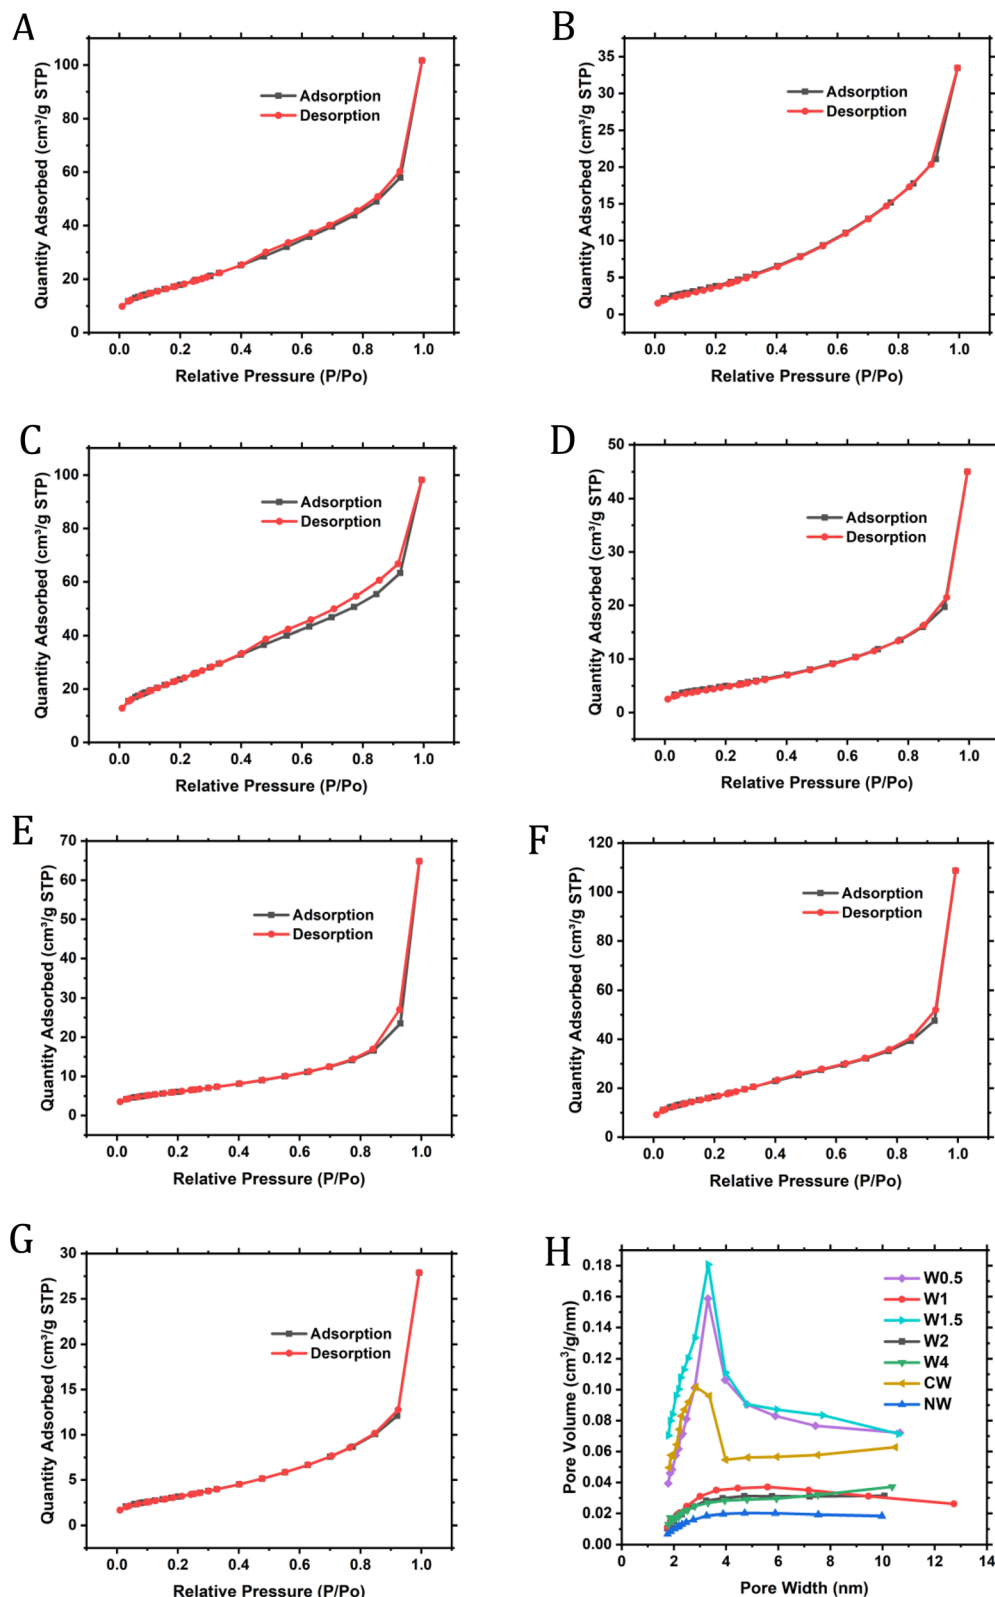 A
Quantity Adsorbed (cm³/g STP)
100
80
60
40
20
0
Adsorption
Desorption
0.0 0.2 0.4 0.6 0.8 1.0
Relative Pressure (P/Po)
B
Quantity Adsorbed (cm³/g STP)
35
30
25
20
15
10
5
0
Adsorption
Desorption
0.0 0.2 0.4 0.6 0.8 1.0
Relative Pressure (P/Po)
C
Quantity Adsorbed (cm³/g STP)
100
80
60
40
20
0
Adsorption
Desorption
0.0 0.2 0.4 0.6 0.8 1.0
Relative Pressure (P/Po)
D
Quantity Adsorbed (cm³/g STP)
50
40
30
20
10
0
Adsorption
Desorption
0.0 0.2 0.4 0.6 0.8 1.0
Relative Pressure (P/Po)
E
Quantity Adsorbed (cm³/g STP)
70
60
50
40
30
20
10
0
Adsorption
Desorption
0.0 0.2 0.4 0.6 0.8 1.0
Relative Pressure (P/Po)
F
Quantity Adsorbed (cm³/g STP)
120
100
80
60
40
20
0
Adsorption
Desorption
0.0 0.2 0.4 0.6 0.8 1.0
Relative Pressure (P/Po)
G
Quantity Adsorbed (cm³/g STP)
30
25
20
15
10
5
0
Adsorption
Desorption
0.0 0.2 0.4 0.6 0.8 1.0
Relative Pressure (P/Po)
H
Pore Volume (cm³/g/nm)
0.18
0.16
0.14
0.12
0.10
0.08
0.06
0.04
0.02
0.00
W0.5
W1
W1.5
W2
W4
CW
NW
0 2 4 6 8 10 12 14
Pore Width (nm)